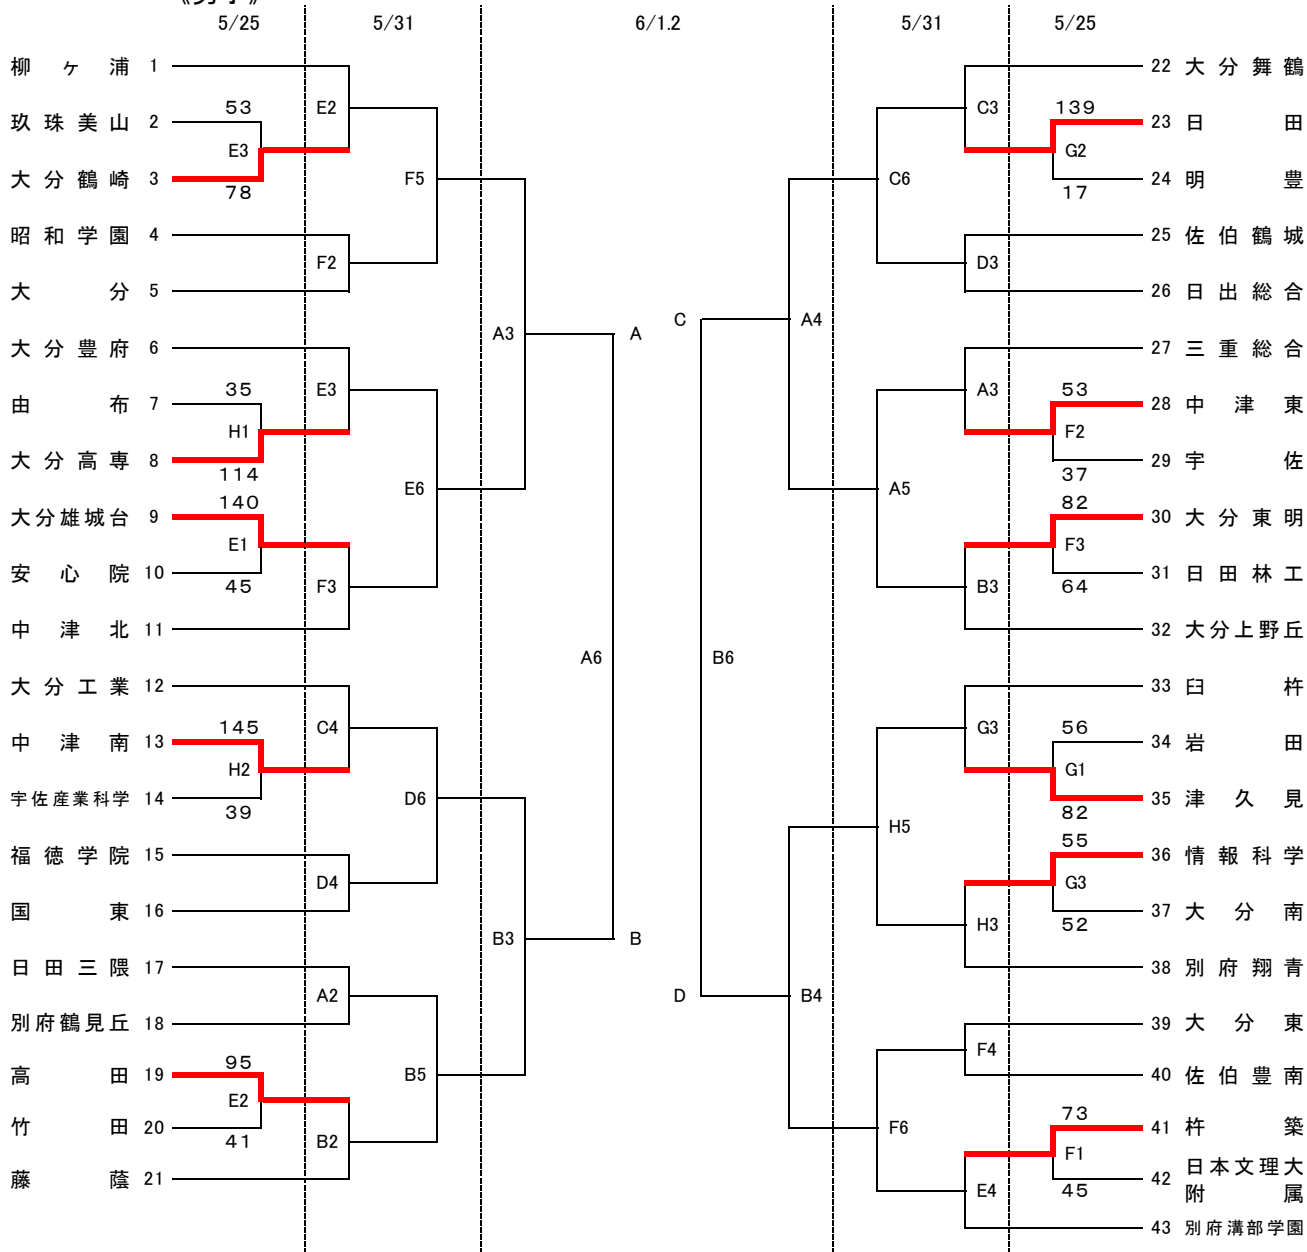 5/25 5/31 6/1.2 5/31 5/25
柳ヶ浦 1
玖珠美山 2
大分鶴崎 3
昭和学園 4
大分 5
大分豊府 6
由布 7
大分高専 8
大分雄城台 9
安心院 10
中津北 11
大分工業 12
中津南 13
宇佐産業科学 14
福徳学院 15
国東 16
日田三隈 17
別府鶴見丘 18
高田 19
竹田 20
藤蔭 21
53
E3
78
35
H1
114
140
E1
45
145
H2
39
95
E2
41
E2
F2
E3
F3
C4
D4
A2
B2
F5
E6
D6
B5
A3
B3
A
A6
B
C
B6
D
A4
B4
C6
A5
H5
F6
C3
D3
A3
B3
G3
H3
F4
E4
139
G2
17
53
F2
37
82
F3
64
56
G1
82
55
G3
52
73
F1
45
22 大分舞鶴
23 日田
24 明豊
25 佐伯鶴城
26 日出総合
27 三重総合
28 中津東
29 宇佐
30 大分東明
31 日田林工
32 大分上野丘
33 臼杵
34 岩田
35 津久見
36 情報科学
37 大分南
38 別府翔青
39 大分東
40 佐伯豊南
41 杵築
42 日本文理大
附属
43 別府溝部学園